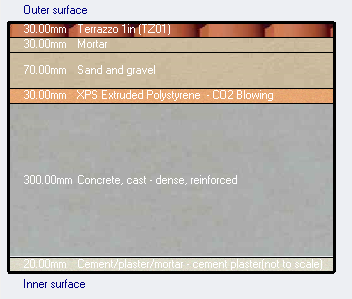 Outer surface
30.00mm Terrazzo 1in (TZ01)
30.00mm Mortar
70.00mm Sand and gravel
30.00mm XPS Extruded Polystyrene - CO2 Blowing
300.00mm Concrete, cast - dense, reinforced
20.00mm Cement/plaster/mortar - cement plaster(not to scale)
Inner surface